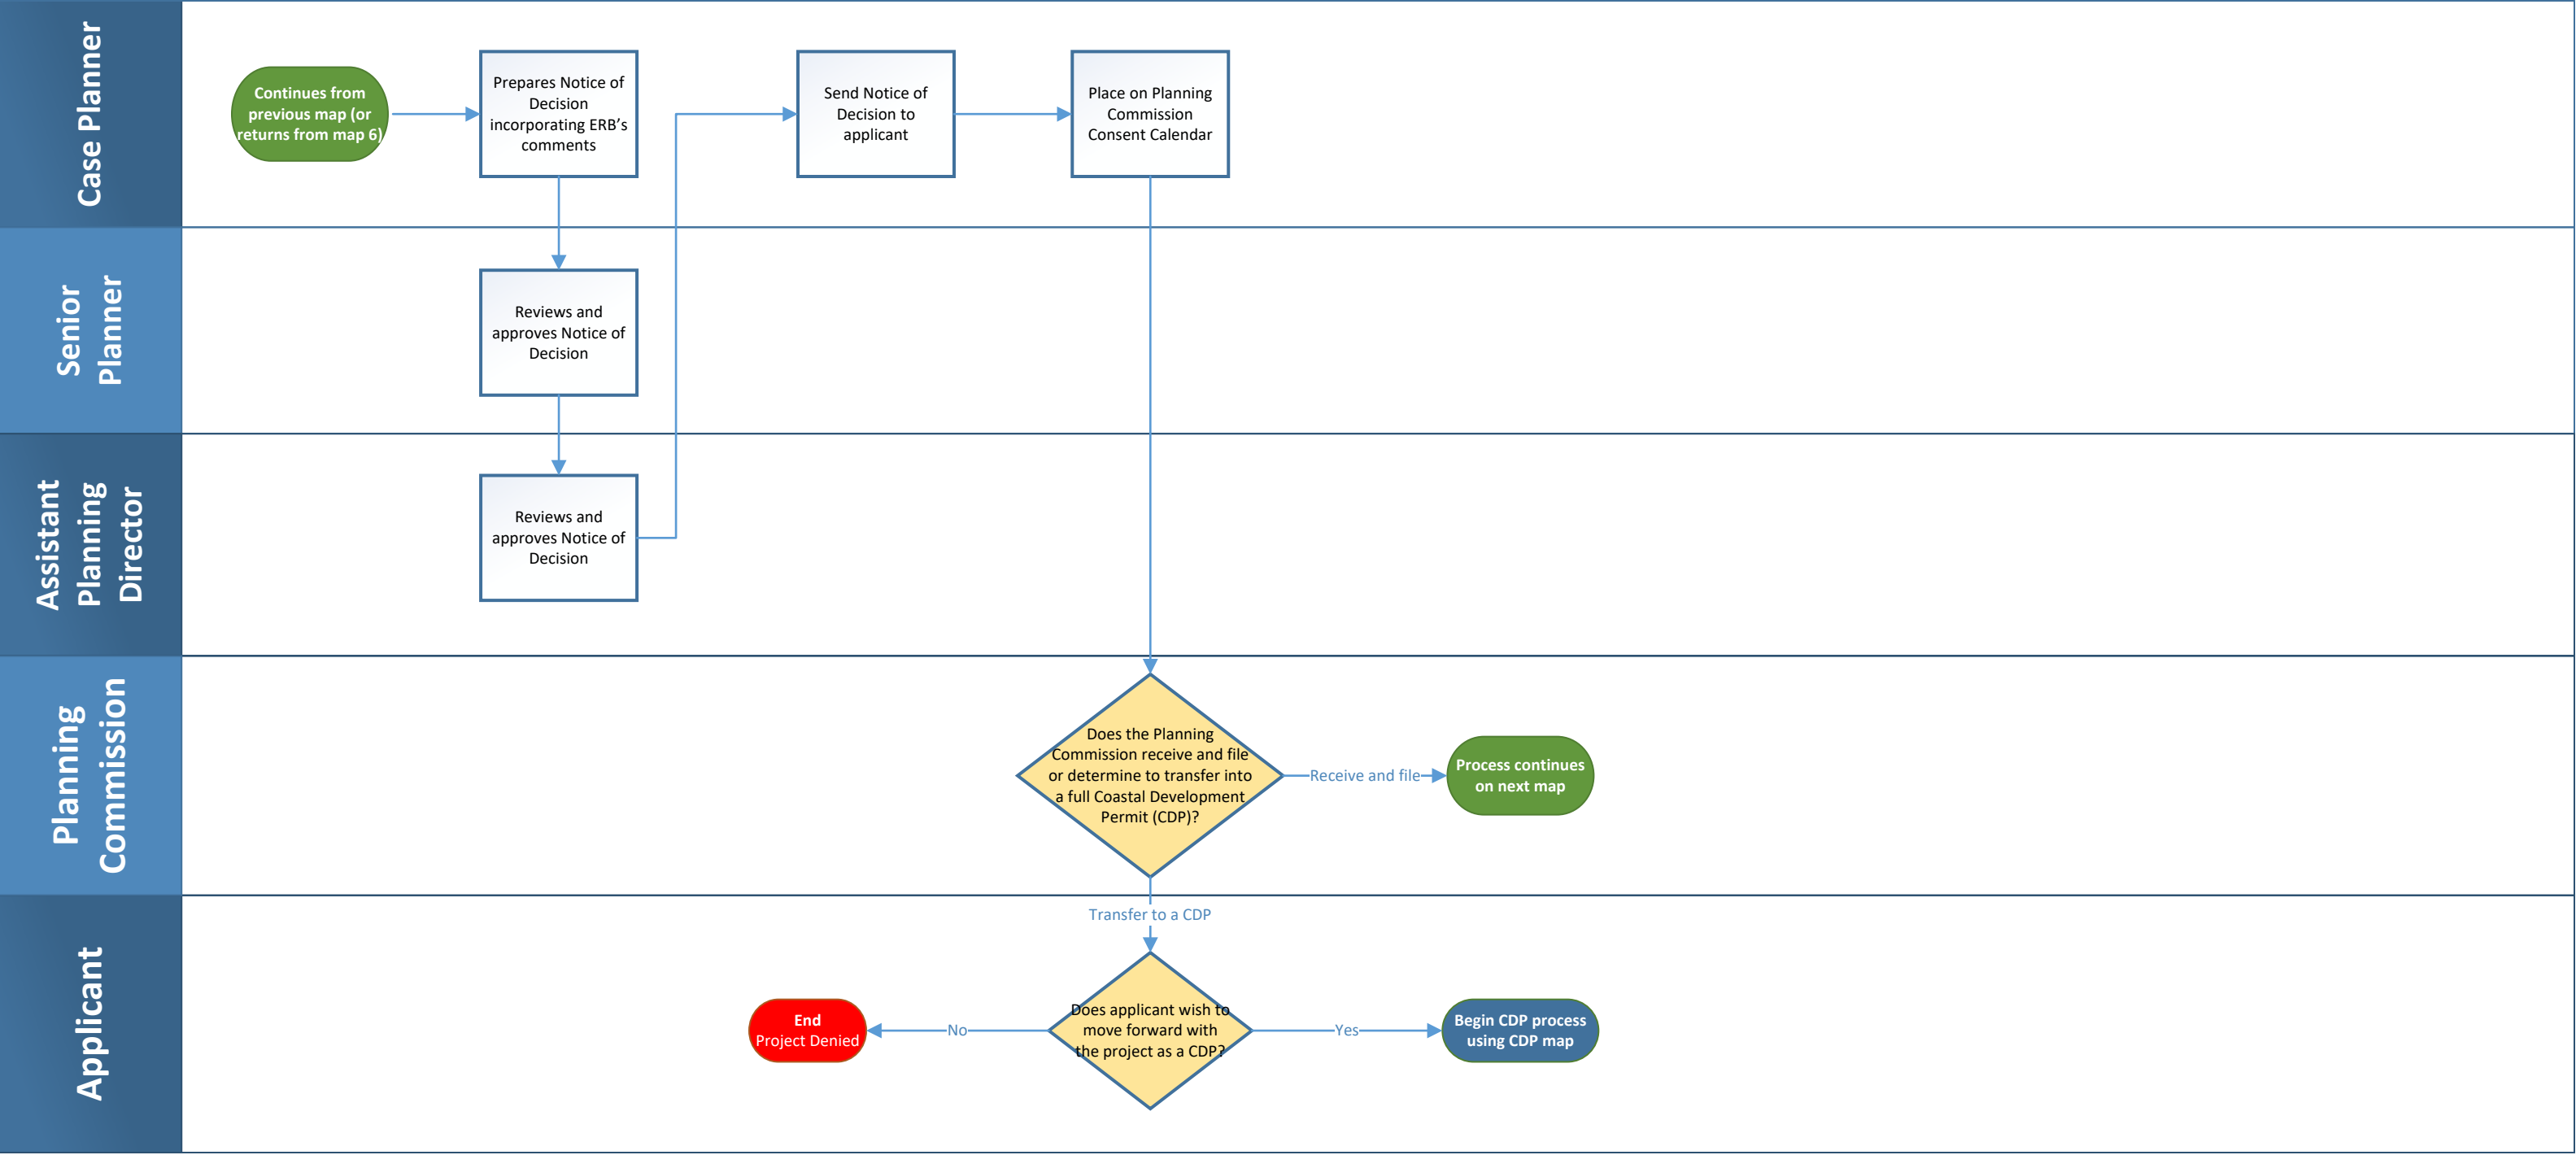 Case Planner
Continues from
previous map (or
returns from map 6)
Prepares Notice of
Decision
incorporating ERB's
comments
Send Notice of
Decision to
applicant
Place on Planning
Commission
Consent Calendar
Senior
Planner
Reviews and
approves Notice of
Decision
Assistant
Planning
Director
Reviews and
approves Notice of
Decision
Planning
Commission
Does the Planning
Commission receive and file
or determine to transfer into
a full Coastal Development
Permit (CDP)?
Receive and file
Process continues
on next map
Transfer to a CDP
Applicant
End
Project Denied
No
Does applicant wish to
move forward with
the project as a CDP?
Yes
Begin CDP process
using CDP map